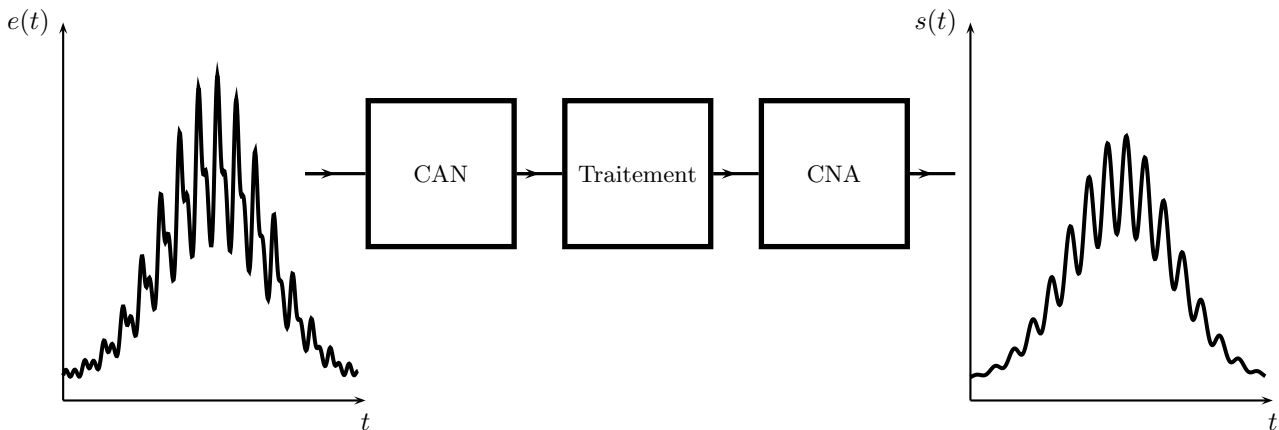 e(t)
s(t)
CAN
Traitement
CNA
t
t